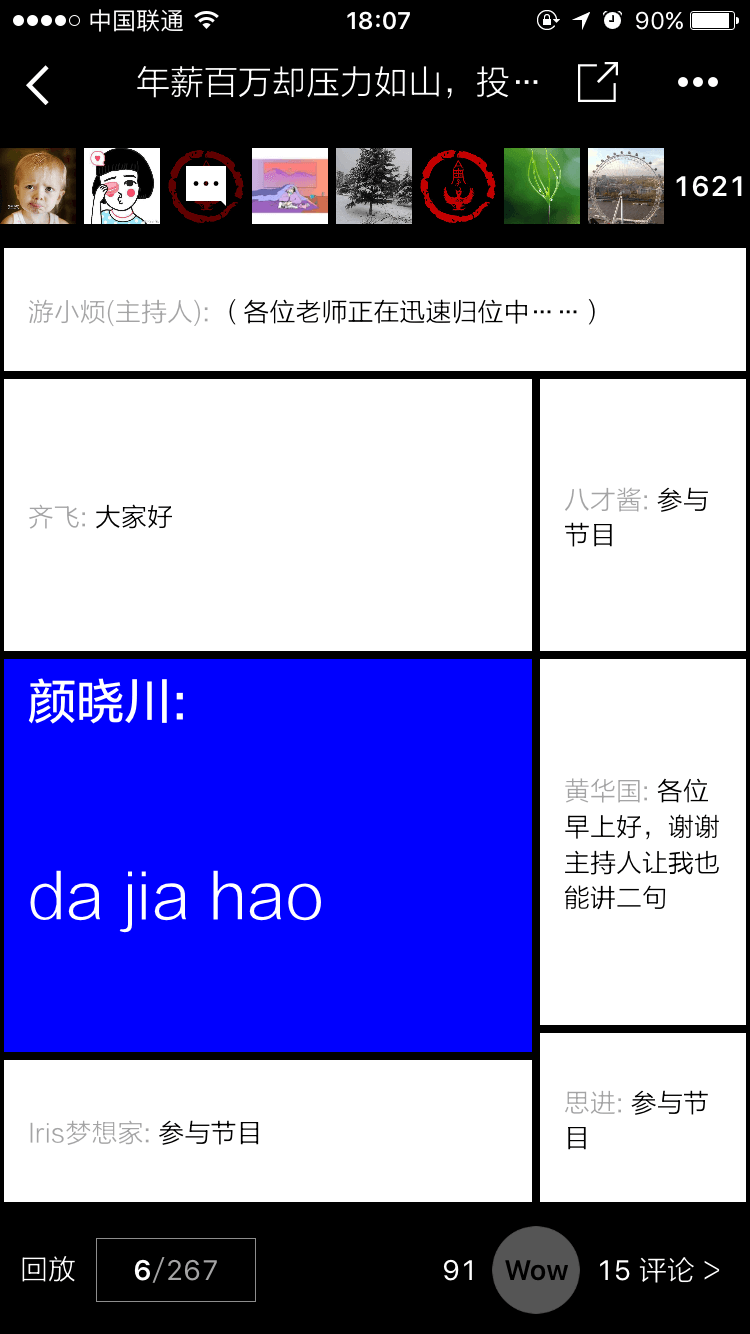 中国联通
18:07
90%
年薪百万却压力如山，投…
1621
游小烦(主持人):（各位老师正在迅速归位中… …）
齐飞: 大家好
八才酱: 参与
节目
颜晓川:
da jia hao
黄华国: 各位
早上好，谢谢
主持人让我也
能讲二句
Iris梦想家: 参与节目
思进: 参与节
目
回放
6/267
91
Wow
15 评论 >